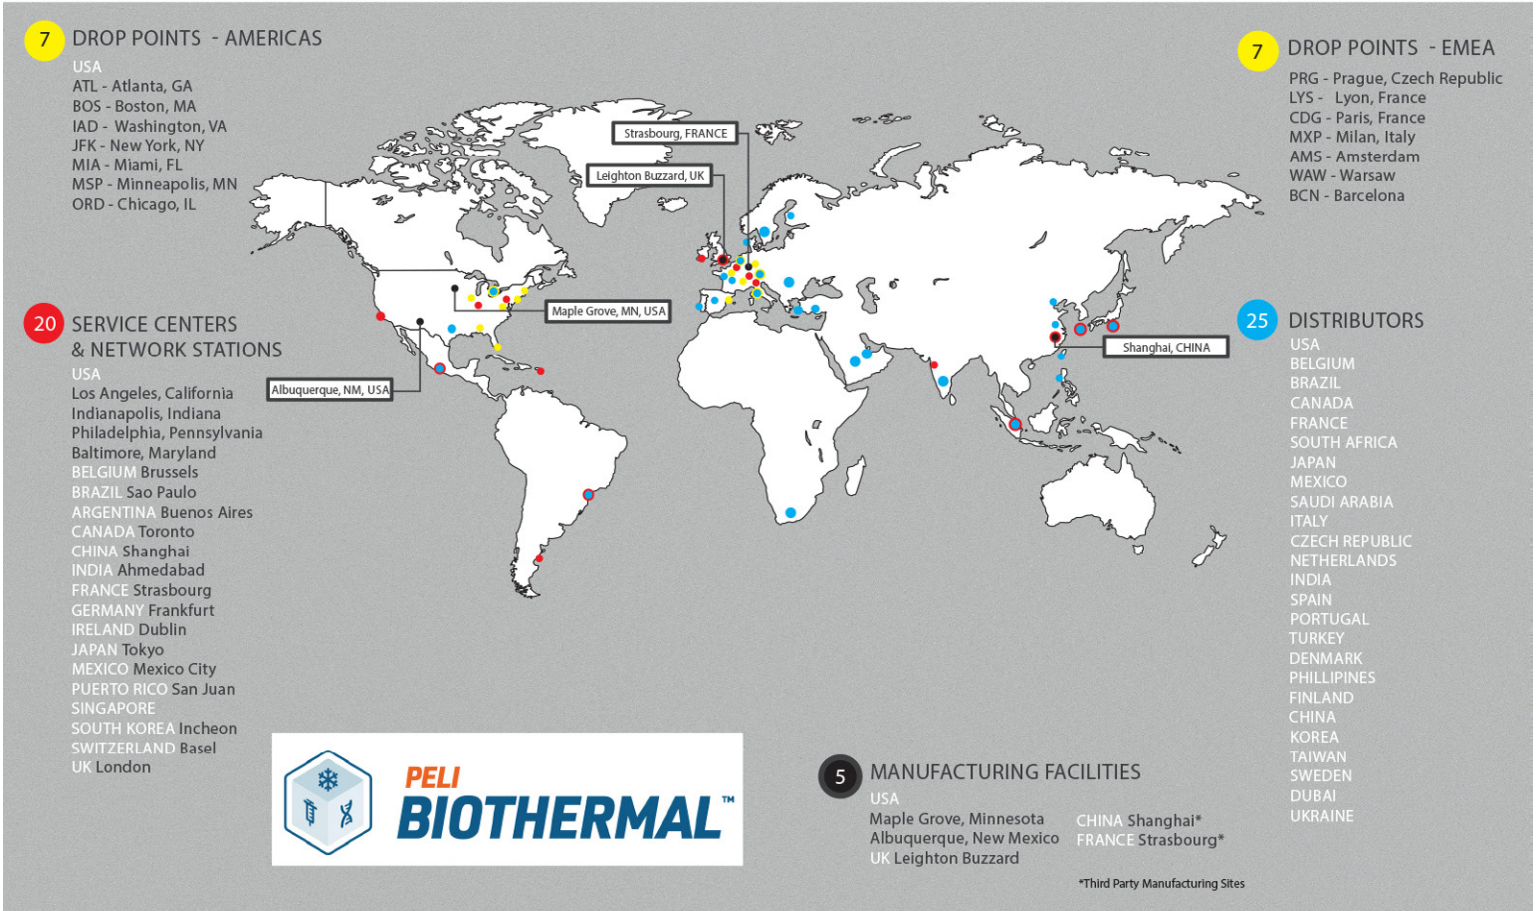 7 DROP POINTS - AMERICAS
USA
ATL - Atlanta, GA
BOS - Boston, MA
IAD - Washington, VA
JFK - New York, NY
MIA - Miami, FL
MSP - Minneapolis, MN
ORD - Chicago, IL
7 DROP POINTS - EMEA
PRG - Prague, Czech Republic
LYS - Lyon, France
CDG - Paris, France
MXP - Milan, Italy
AMS - Amsterdam
WAW - Warsaw
BCN - Barcelona
Strasbourg, FRANCE
Leighton Buzzard, UK
Maple Grove, MN, USA
Shanghai, CHINA
Albuquerque, NM, USA
20 SERVICE CENTERS
& NETWORK STATIONS
USA
Los Angeles, California
Indianapolis, Indiana
Philadelphia, Pennsylvania
Baltimore, Maryland
BELGIUM Brussels
BRAZIL Sao Paulo
ARGENTINA Buenos Aires
CANADA Toronto
CHINA Shanghai
INDIA Ahmedabad
FRANCE Strasbourg
GERMANY Frankfurt
IRELAND Dublin
JAPAN Tokyo
MEXICO Mexico City
PUERTO RICO San Juan
SINGAPORE
SOUTH KOREA Incheon
SWITZERLAND Basel
UK London
25 DISTRIBUTORS
USA
BELGIUM
BRAZIL
CANADA
FRANCE
SOUTH AFRICA
JAPAN
MEXICO
SAUDI ARABIA
ITALY
CZECH REPUBLIC
NETHERLANDS
INDIA
SPAIN
PORTUGAL
TURKEY
DENMARK
PHILLIPINES
FINLAND
CHINA
KOREA
TAIWAN
SWEDEN
DUBAI
UKRAINE
PELI
BIOTHERMAL™
5 MANUFACTURING FACILITIES
USA
Maple Grove, Minnesota
Albuquerque, New Mexico
UK Leighton Buzzard
CHINA Shanghai*
FRANCE Strasbourg*
*Third Party Manufacturing Sites